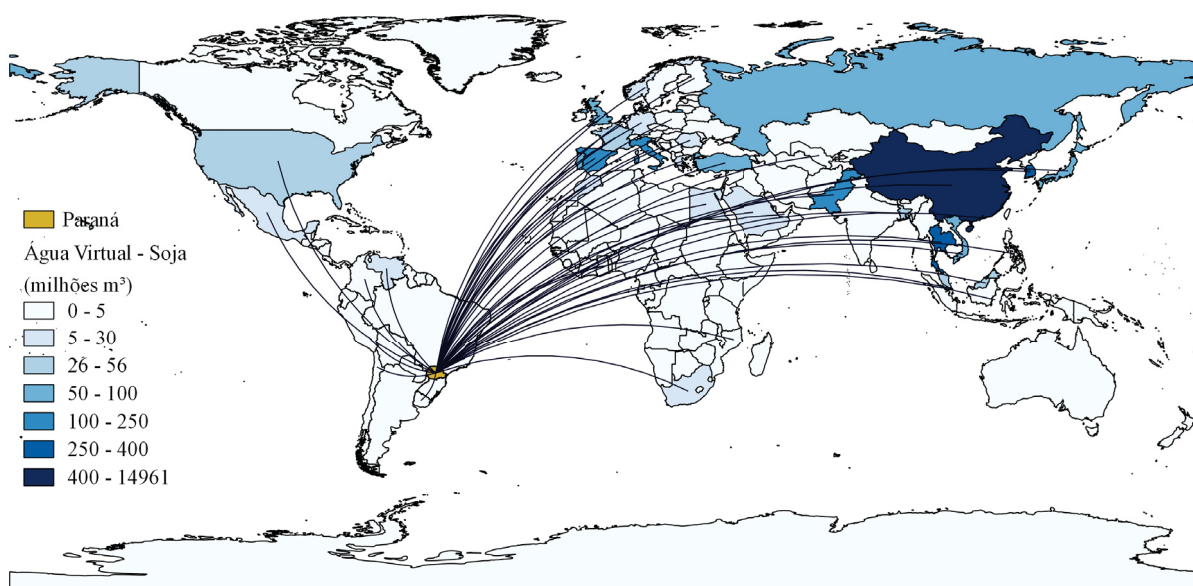 Paraná
Água Virtual - Soja
(milhões m³)
0 - 5
5 - 30
26 - 56
50 - 100
100 - 250
250 - 400
400 - 14961